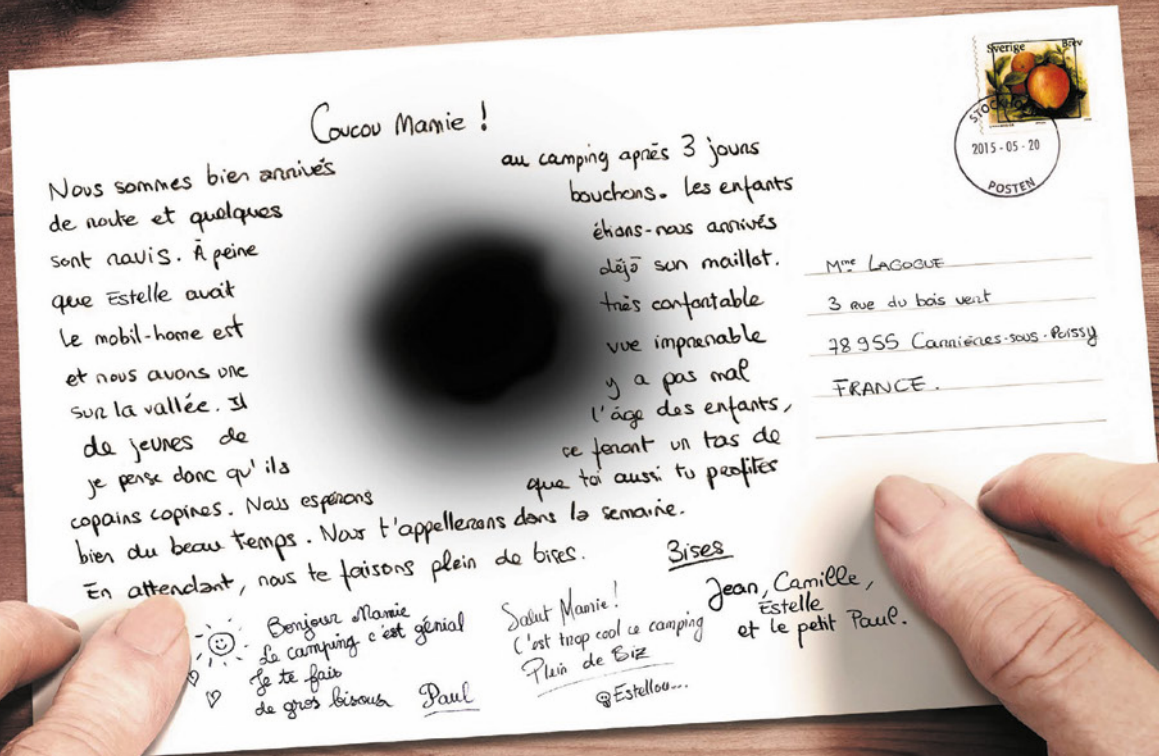 Sverige Brev
2015-05-20
POSTEN
Coucou Mamie !
Nous sommes bien arrivés au camping après 3 jours
de route et quelques bouchons. Les enfants
sont ravis. À peine étions-nous arrivés
que Estelle avait déjà son maillot.
Le mobil-home est très confortable
et nous avons une vue imprenable
sur la vallée. Il y a pas mal
de jeunes de l'âge des enfants,
je pense donc qu'ils se feront un tas de
copains copines. Nous espérons que toi aussi tu profites
bien du beau temps. Nous t'appellerons dans la semaine.
En attendant, nous te faisons plein de bises.
Bises
Jean, Camille,
Estelle
et le petit Paul.
Bonjour Mamie
Le camping c'est génial
Je te fais
de gros bisous Paul
Salut Mamie !
C'est trop cool le camping
Plein de Biz
Estellou...
Mme LAGOGUE
3 rue du bois vert
78955 Carrières-sous-Poissy
FRANCE.